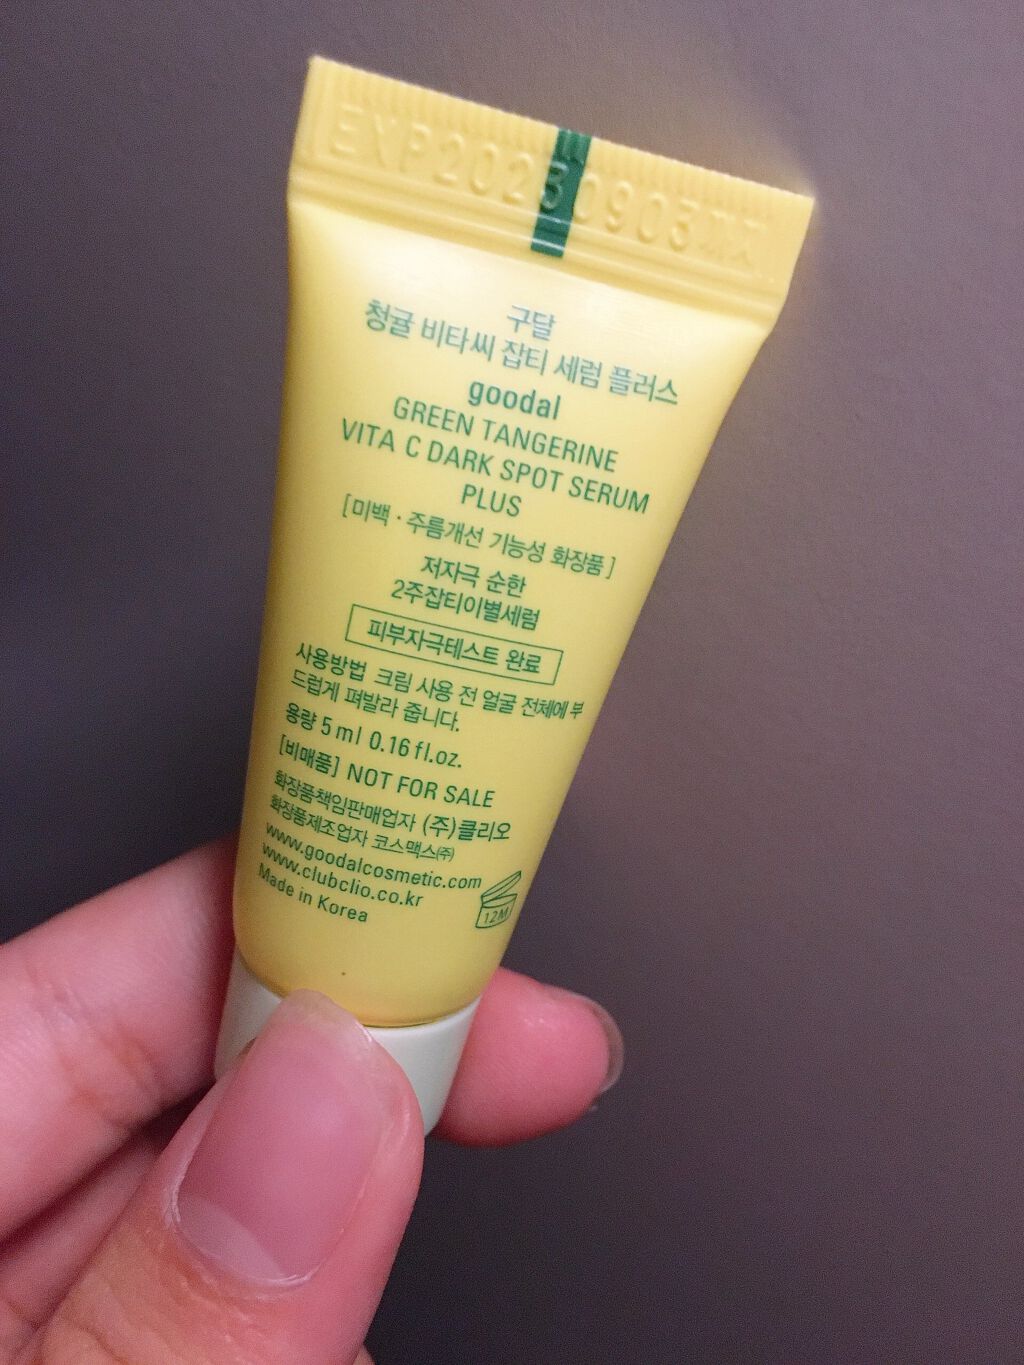 EXP20230903
구달
청귤 비타씨 잡티 세럼 플러스
goodal
GREEN TANGERINE
VITA C DARK SPOT SERUM
PLUS
[미백·주름개선 기능성 화장품]
저자극 순한
2주잡티이별세럼
피부자극테스트 완료
사용방법 크림 사용 전 얼굴 전체에 부
드럽게 펴발라 줍니다.
용량 5ml 0.16fl.oz.
[비매품] NOT FOR SALE
화장품책임판매업자 (주)클리오
화장품제조업자 코스맥스㈜
www.goodalcosmetic.com
www.clubclio.co.kr
Made in Korea
12M